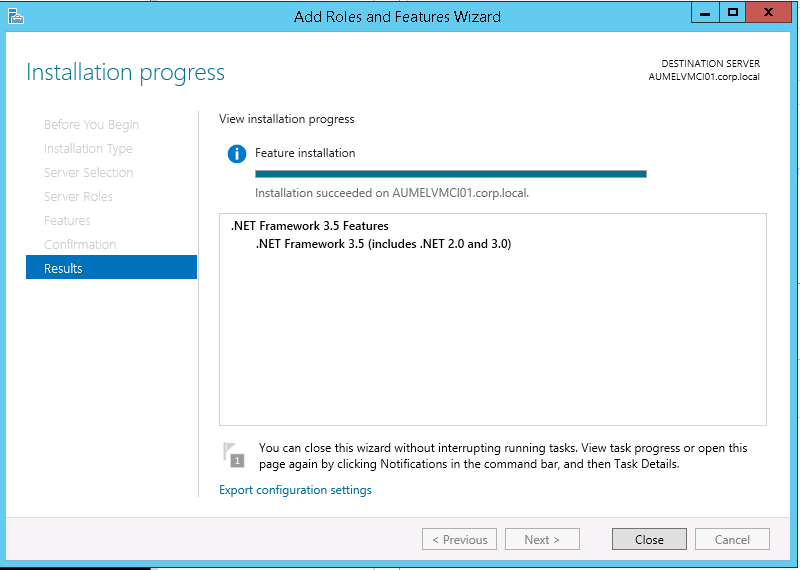 Add Roles and Features Wizard
Installation progress
DESTINATION SERVER
AUMELVMCI01.corp.local
Before You Begin
Installation Type
Server Selection
Server Roles
Features
Confirmation
Results
View installation progress
Feature installation
Installation succeeded on AUMELVMCI01.corp.local.
.NET Framework 3.5 Features
.NET Framework 3.5 (includes .NET 2.0 and 3.0)
1
You can close this wizard without interrupting running tasks. View task progress or open this
page again by clicking Notifications in the command bar, and then Task Details.
Export configuration settings
< Previous
Next >
Close
Cancel